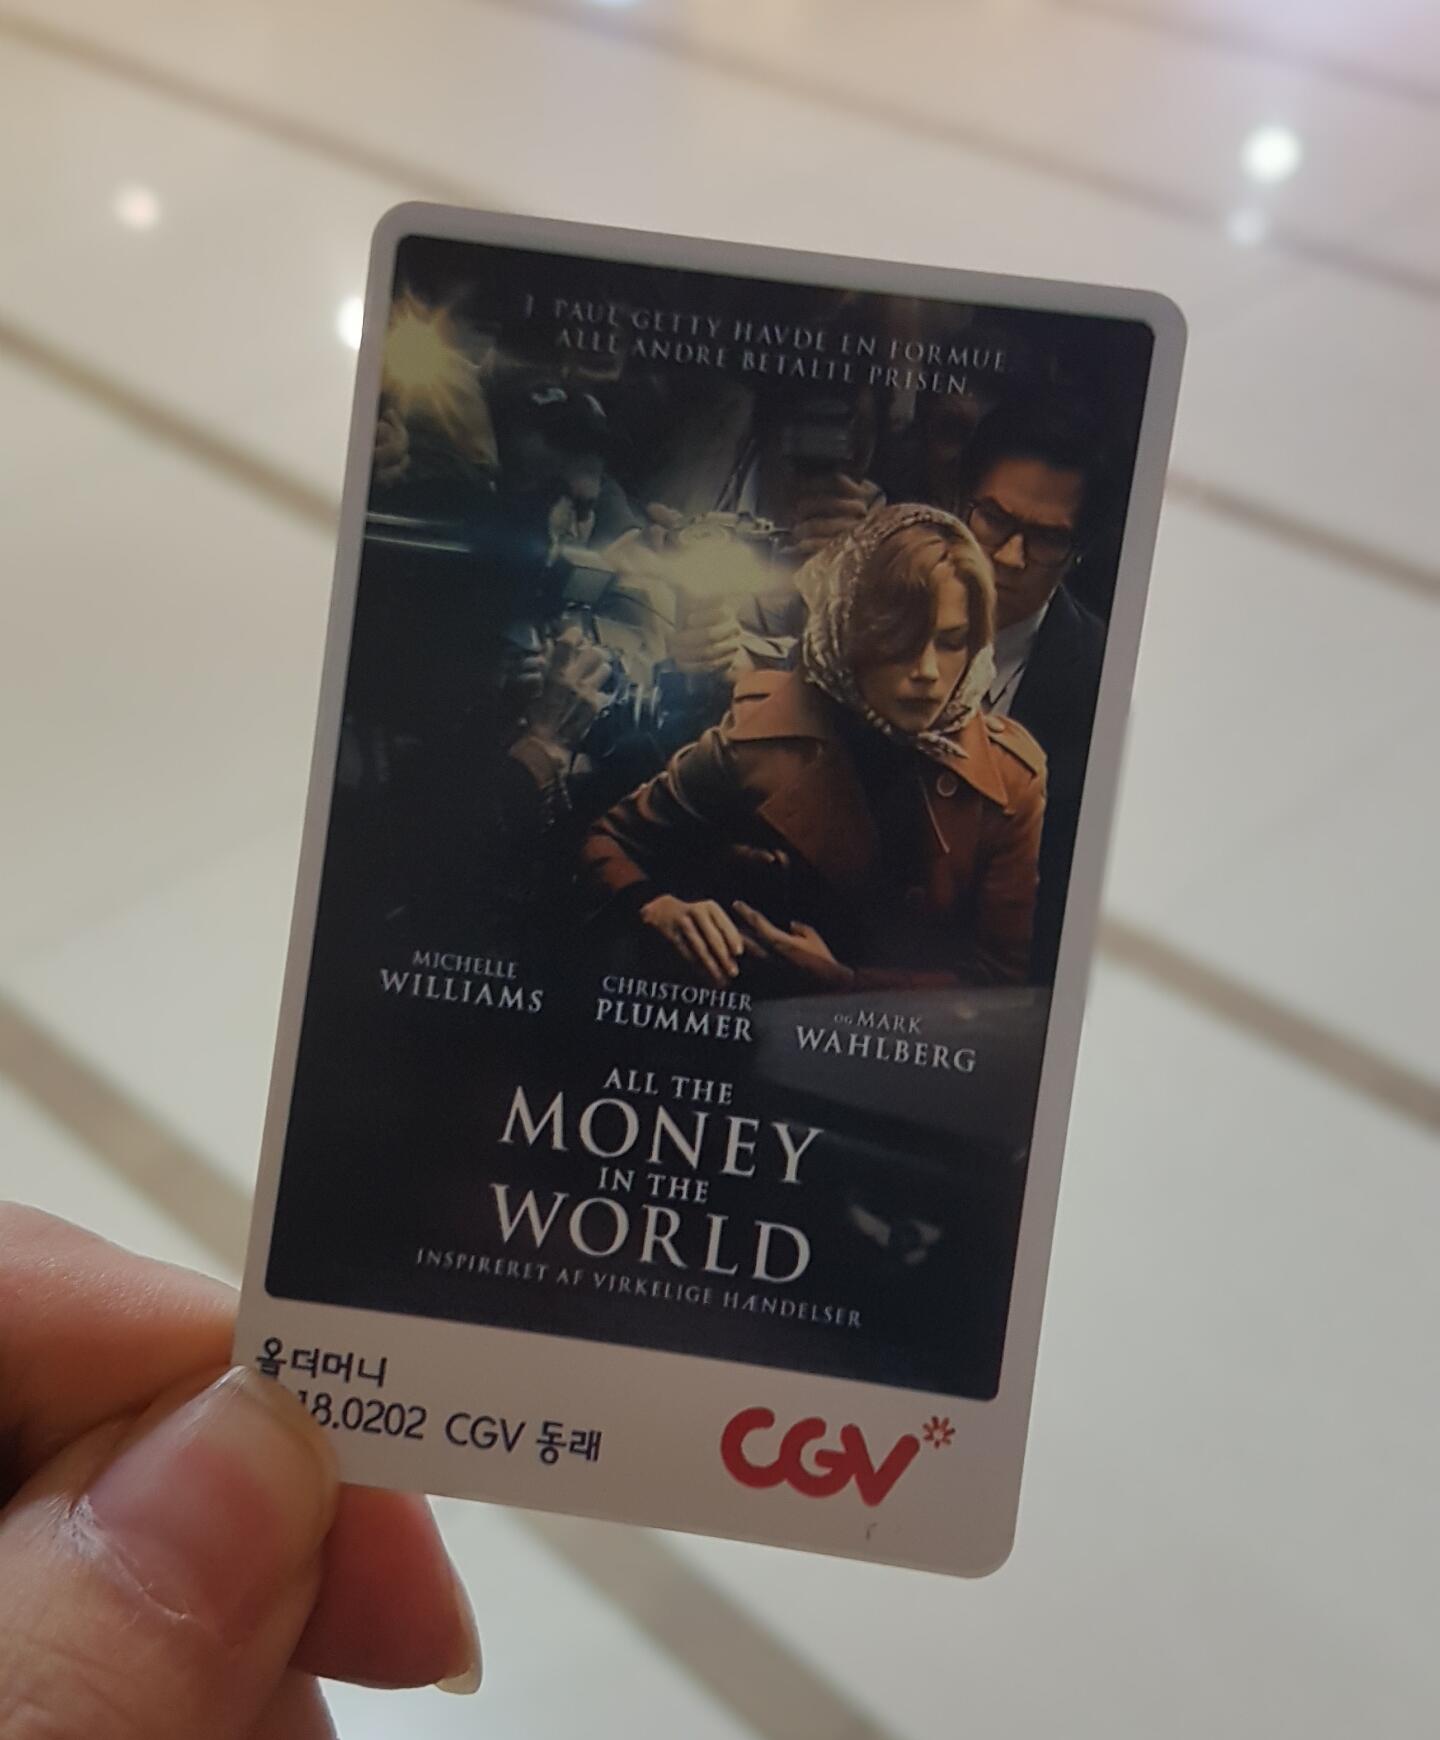 J PAUL GETTY HAVDE EN FORMUE.
ALLE ANDRE BETALTE PRISEN.
MICHELLE
WILLIAMS
CHRISTOPHER
PLUMMER
OG MARK
WAHLBERG
ALL THE
MONEY
IN THE
WORLD
INSPIRERET AF VIRKELIGE HÆNDELSER
올더머니
18.0202 CGV 동래
CGV